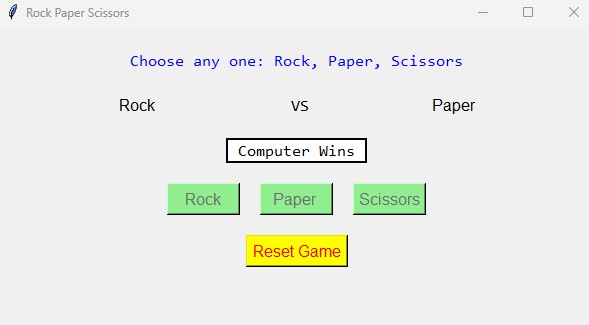 Rock Paper Scissors
Choose any one: Rock, Paper, Scissors
Rock VS Paper
Computer Wins
Rock Paper Scissors
Reset Game